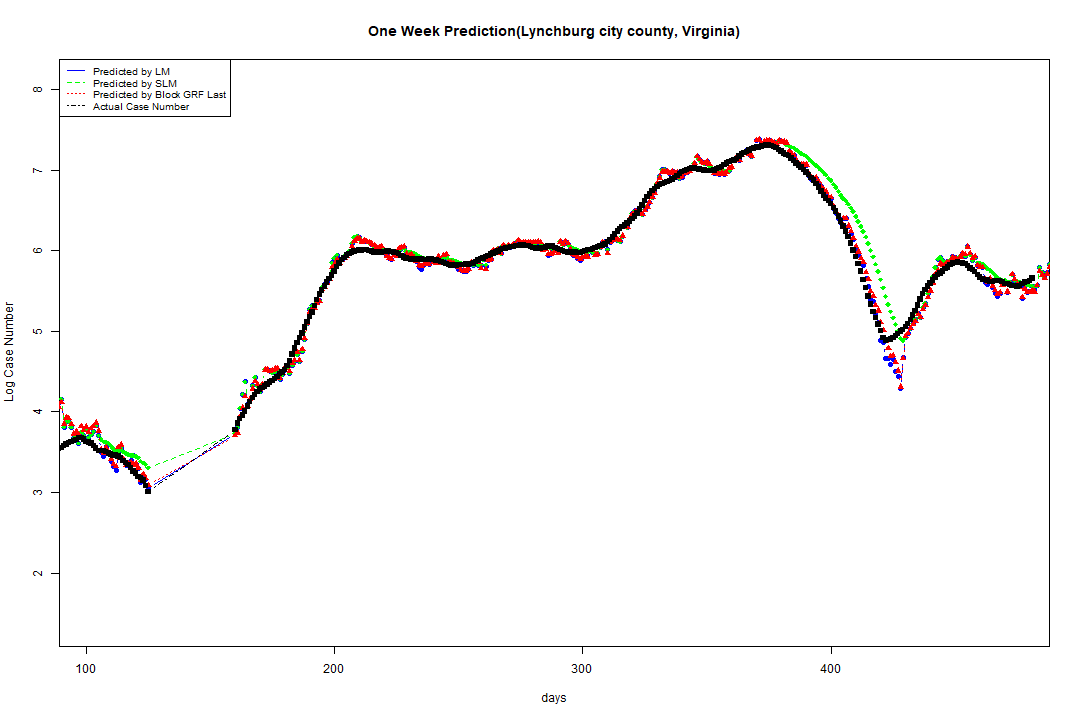 One Week Prediction(Lynchburg city county, Virginia)
Predicted by LM
Predicted by SLM
Predicted by Block GRF Last
Actual Case Number
8
7
6
5
4
3
2
Log Case Number
100 200 300 400
days